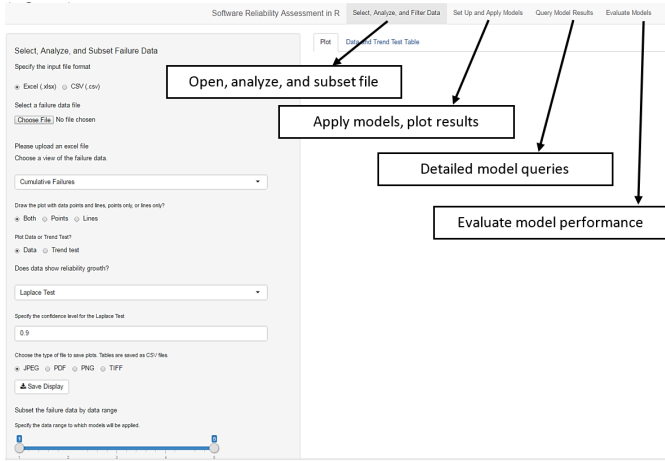 Software Reliability Assessment in R Select, Analyze, and Filter Data Set Up and Apply Models Query Model Results Evaluate Models
Select, Analyze, and Subset Failure Data
Specify the input file format
Excel (.xlsx) CSV (.csv)
Select a failure data file
Choose File No file chosen
Please upload an excel file
Choose a view of the failure data.
Cumulative Failures
Draw the plot with data points and lines, points only, or lines only?
Both Points Lines
Plot Data or Trend Test?
Data Trend test
Does data show reliability growth?
Laplace Test
Specify the confidence level for the Laplace Test
0.9
Choose the type of file to save plots. Tables are saved as CSV files.
JPEG PDF PNG TIFF
Save Display
Subset the failure data by data range
Specify the data range to which models will be applied.
1 5
1 2 3 4 5
Plot Data and Trend Test Table
Open, analyze, and subset file
Apply models, plot results
Detailed model queries
Evaluate model performance